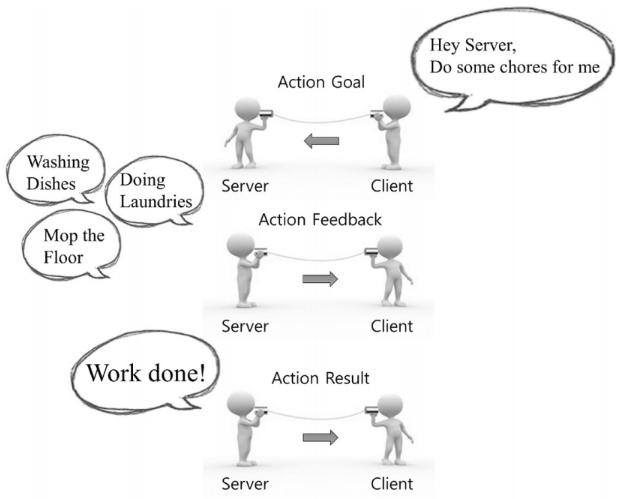 Hey Server,
Do some chores for me
Action Goal
Server
Client
Washing
Dishes
Doing
Laundries
Mop the
Floor
Action Feedback
Server
Client
Work done!
Action Result
Server
Client